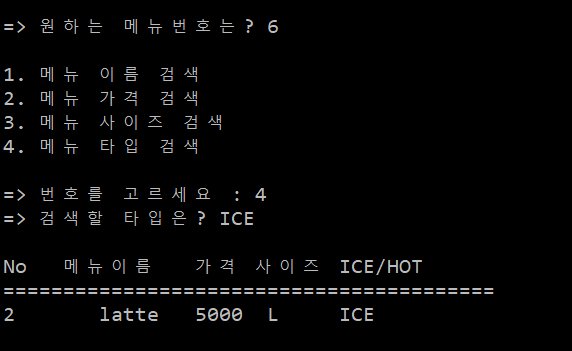 => 원하는 메뉴번호는? 6
1. 메뉴 이름 검색
2. 메뉴 가격 검색
3. 메뉴 사이즈 검색
4. 메뉴 타입 검색
=> 번호를 고르세요 : 4
=> 검색할 타입은? ICE
No 메뉴이름 가격 사이즈 ICE/HOT
=========================================
2 latte 5000 L ICE